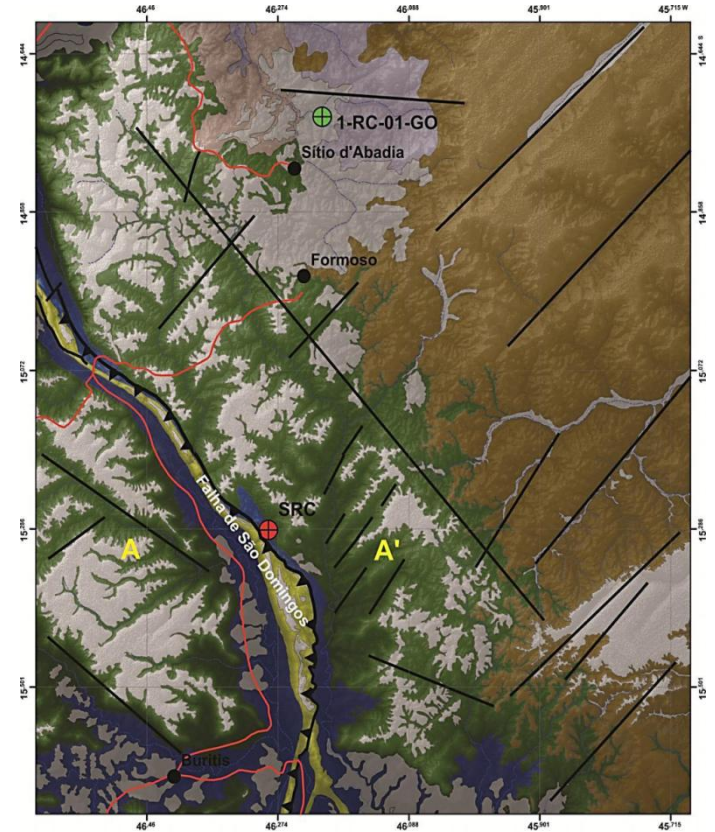 46.46 46.274 46.088 45.901 45.715 W
14.644 14.644 S
1-RC-01-GO
Sítio d'Abadia
14.858 14.858
Formoso
15.072 15.072
Falha de São Domingos
SRC
15.286 15.286
A A'
15.501 15.501
Buritis
46.46 46.274 46.088 45.901 45.715